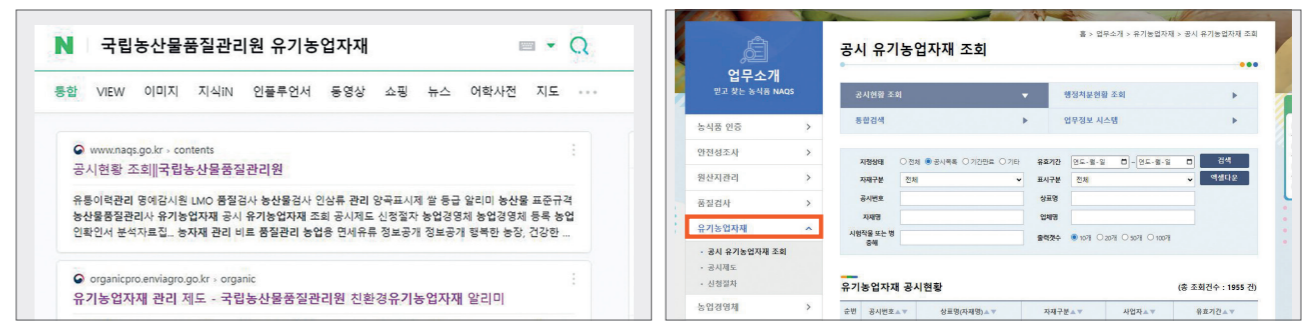 N 국립농산물품질관리원 유기농업자재
통합 VIEW 이미지 지식iN 인플루언서 동영상 쇼핑 뉴스 어학사전 지도
www.naqs.go.kr › contents
공시현황 조회||국립농산물품질관리원
유통이력관리 명예감시원 LMO 품질검사 농산물검사 인삼류 관리 양곡표시제 쌀 등급 알리미 농산물 표준규격
농산물품질관리사 유기농업자재 공시 유기농업자재 조회 공시제도 신청절차 농업경영체 농업경영체 등록 농업
인확인서 분석자료집... 농자재 관리 비료 품질관리 농업용 면세유류 정보공개 정보공개 행복한 농장, 건강한 ...
organicpro.enviagro.go.kr › organic
유기농업자재 관리 제도 - 국립농산물품질관리원 친환경유기농업자재 알리미
업무소개
믿고 찾는 농식품 NAQS
농식품 인증
안전성조사
원산지관리
품질검사
유기농업자재
- 공시 유기농업자재 조회
- 공시제도
- 신청절차
농업경영체
홈 > 업무소개 > 유기농업자재 > 공시 유기농업자재 조회
공시 유기농업자재 조회
공시현황 조회 행정처분현황 조회
통합검색 업무정보 시스템
지정상태 전체 공시목록 기간만료 기타 유효기간 연도-월-일 ~ 연도-월-일 검색
자재구분 전체 표시구분 전체 엑셀다운
공시번호 상표명
자재명 업체명
시험작물 또는 병충해 출력갯수 10개 20개 50개 100개
유기농업자재 공시현황 (총 조회건수 : 1955 건)
순번 공시번호▲▼ 상표명(자재명)▲▼ 자재구분▲▼ 사업자▲▼ 유효기간▲▼